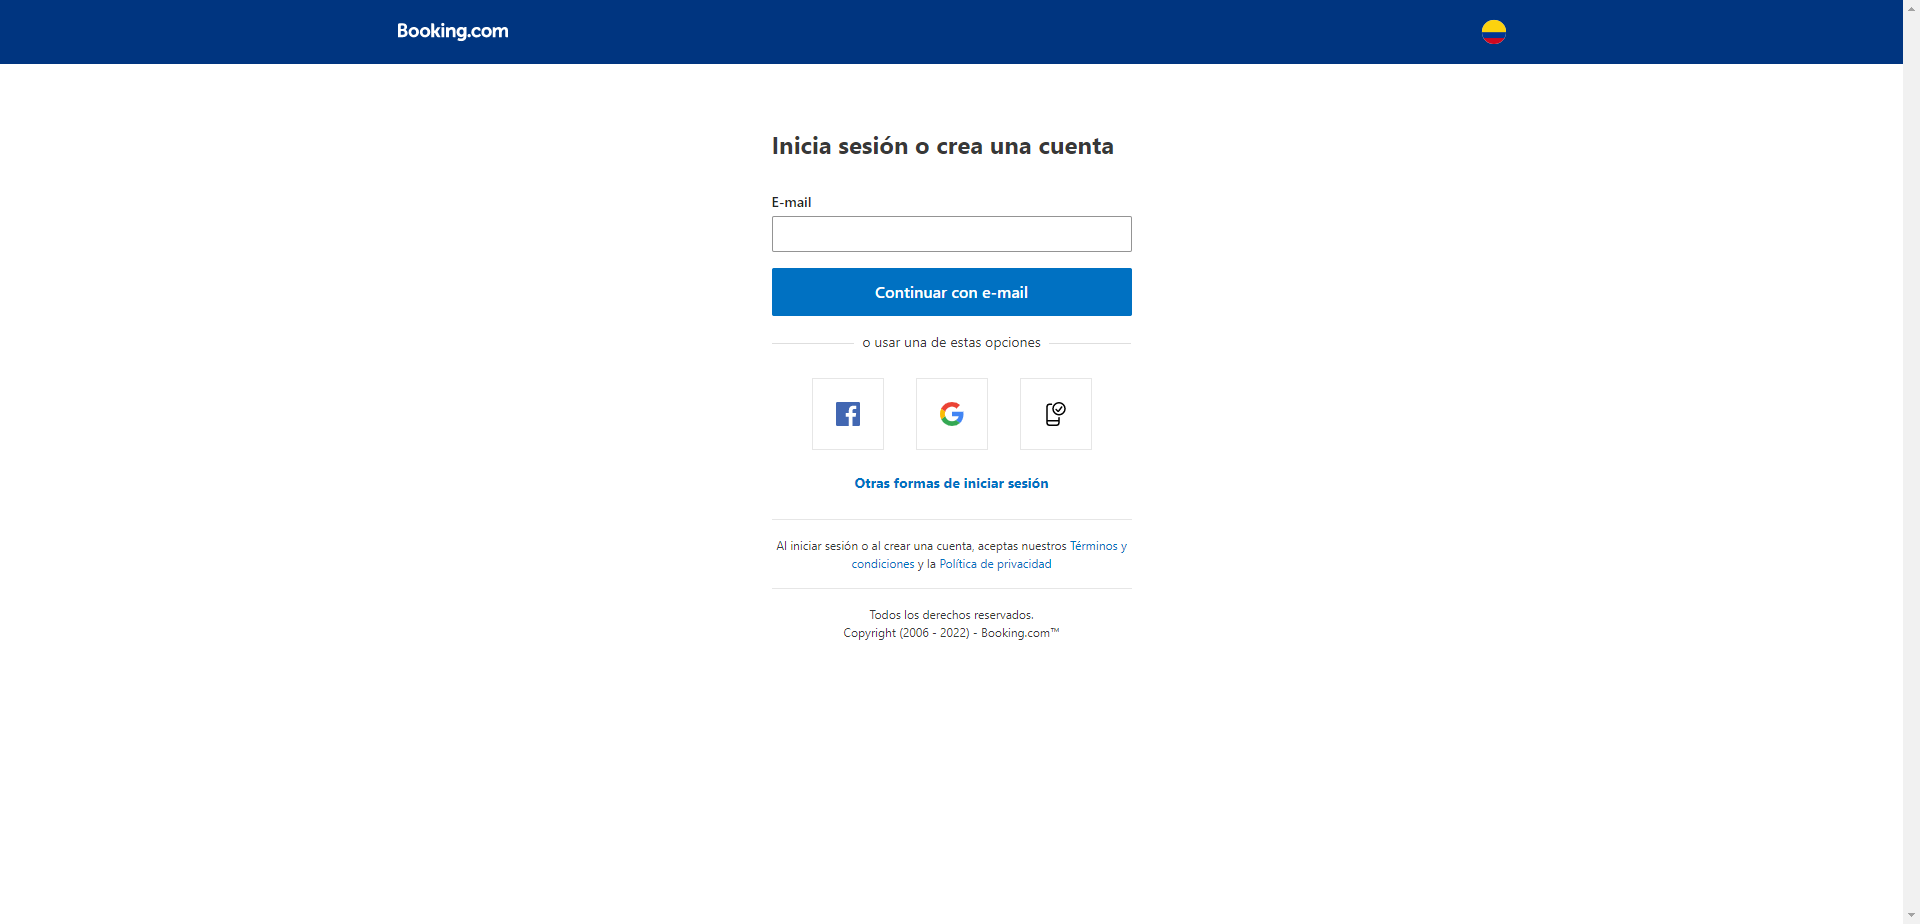 Booking.com
Inicia sesión o crea una cuenta
E-mail
Continuar con e-mail
o usar una de estas opciones
Otras formas de iniciar sesión
Al iniciar sesión o al crear una cuenta, aceptas nuestros Términos y
condiciones y la Política de privacidad
Todos los derechos reservados.
Copyright (2006 - 2022) - Booking.com™